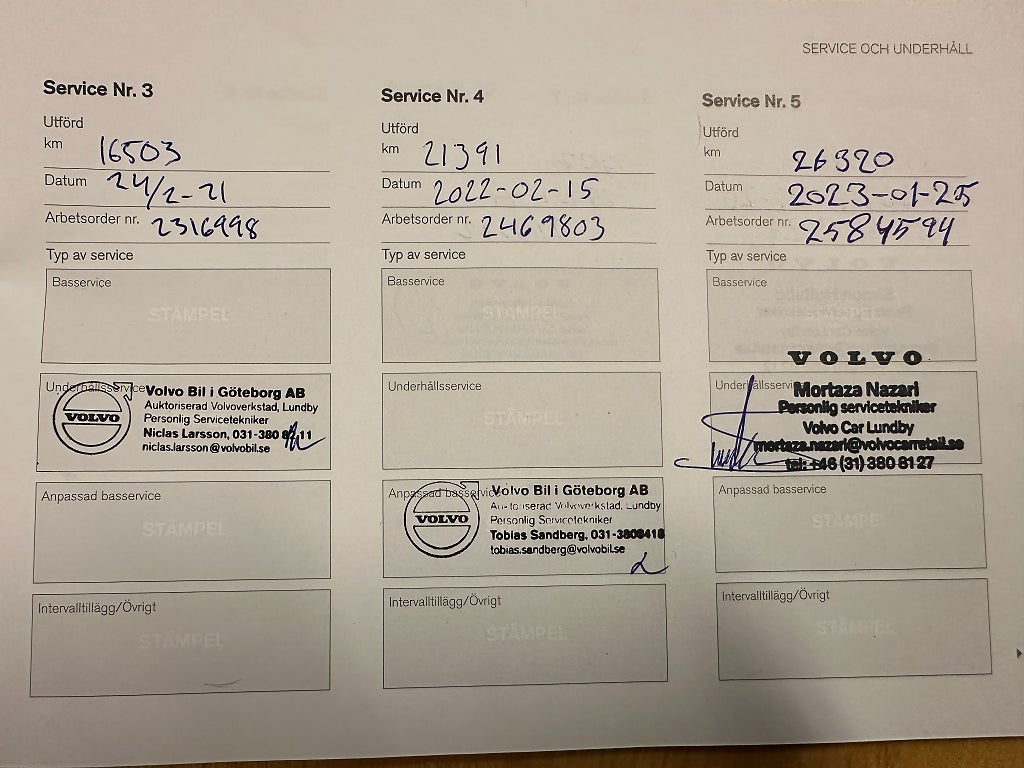 SERVICE OCH UNDERHÅLL
Service Nr. 3
Utförd
km 16503
Datum 24/2-21
Arbetsorder nr. 2316998
Typ av service
Basservice
STÄMPEL
Underhållsservice
VOLVO
Volvo Bil i Göteborg AB
Auktoriserad Volvoverkstad, Lundby
Personlig Servicetekniker
Niclas Larsson, 031-380 82 11
niclas.larsson@volvobil.se
Anpassad basservice
STÄMPEL
Intervalltillägg/Övrigt
STÄMPEL
Service Nr. 4
Utförd
km 21391
Datum 2022-02-15
Arbetsorder nr. 2469803
Typ av service
Basservice
STÄMPEL
Underhållsservice
STÄMPEL
Anpassad basservice
VOLVO
Volvo Bil i Göteborg AB
Auktoriserad Volvoverkstad, Lundby
Personlig Servicetekniker
Tobias Sandberg, 031-3808418
tobias.sandberg@volvobil.se
Intervalltillägg/Övrigt
STÄMPEL
Service Nr. 5
Utförd
km 26320
Datum 2023-01-25
Arbetsorder nr. 2584594
Typ av service
Basservice
VOLVO
Underhållsservice
Mortaza Nazari
Personlig servicetekniker
Volvo Car Lundby
mortaza.nazari@volvocarretail.se
tel: +46 (31) 380 81 27
Anpassad basservice
STÄMPEL
Intervalltillägg/Övrigt
STÄMPEL